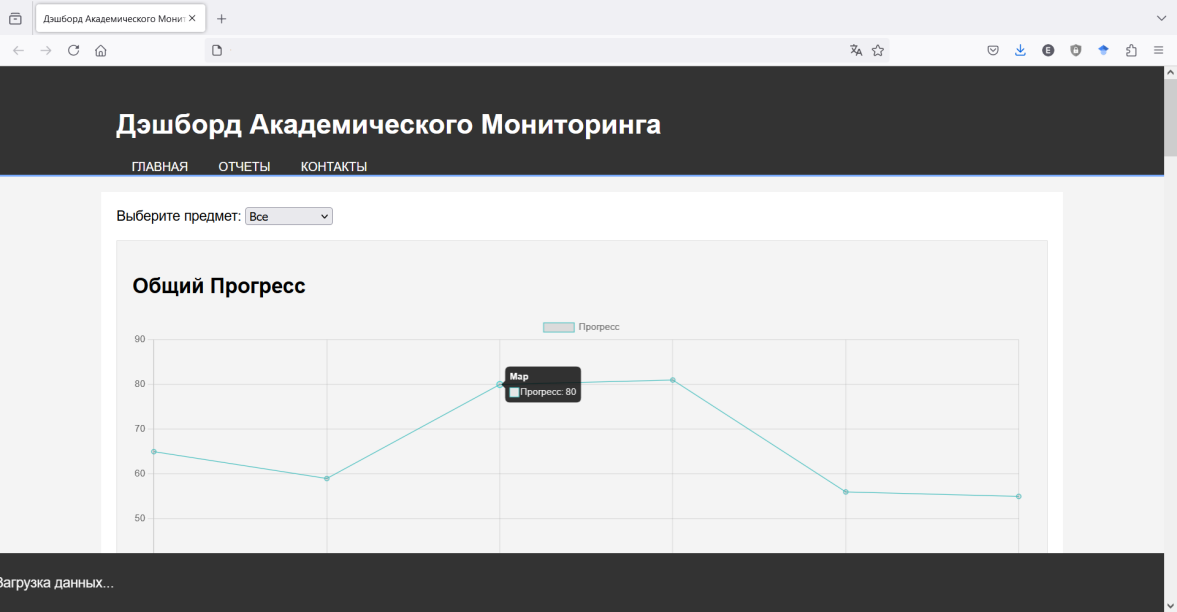 Дэшборд Академического Монит
Дэшборд Академического Мониторинга
ГЛАВНАЯ ОТЧЕТЫ КОНТАКТЫ
Выберите предмет: Все
Общий Прогресс
Прогресс
90
80
70
60
50
Мар
Прогресс: 80
Загрузка данных...